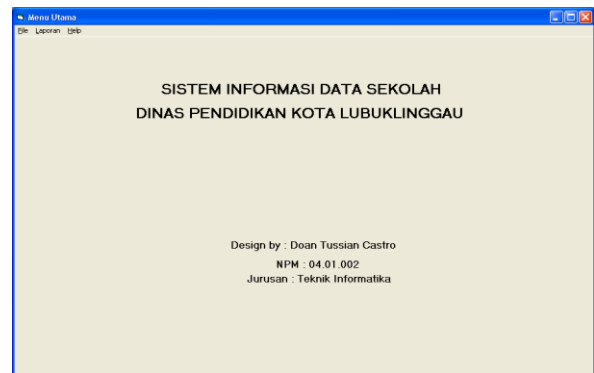 Menu Utama
File Laporan Help
SISTEM INFORMASI DATA SEKOLAH
DINAS PENDIDIKAN KOTA LUBUKLINGGAU
Design by : Doan Tussian Castro
NPM : 04.01.002
Jurusan : Teknik Informatika